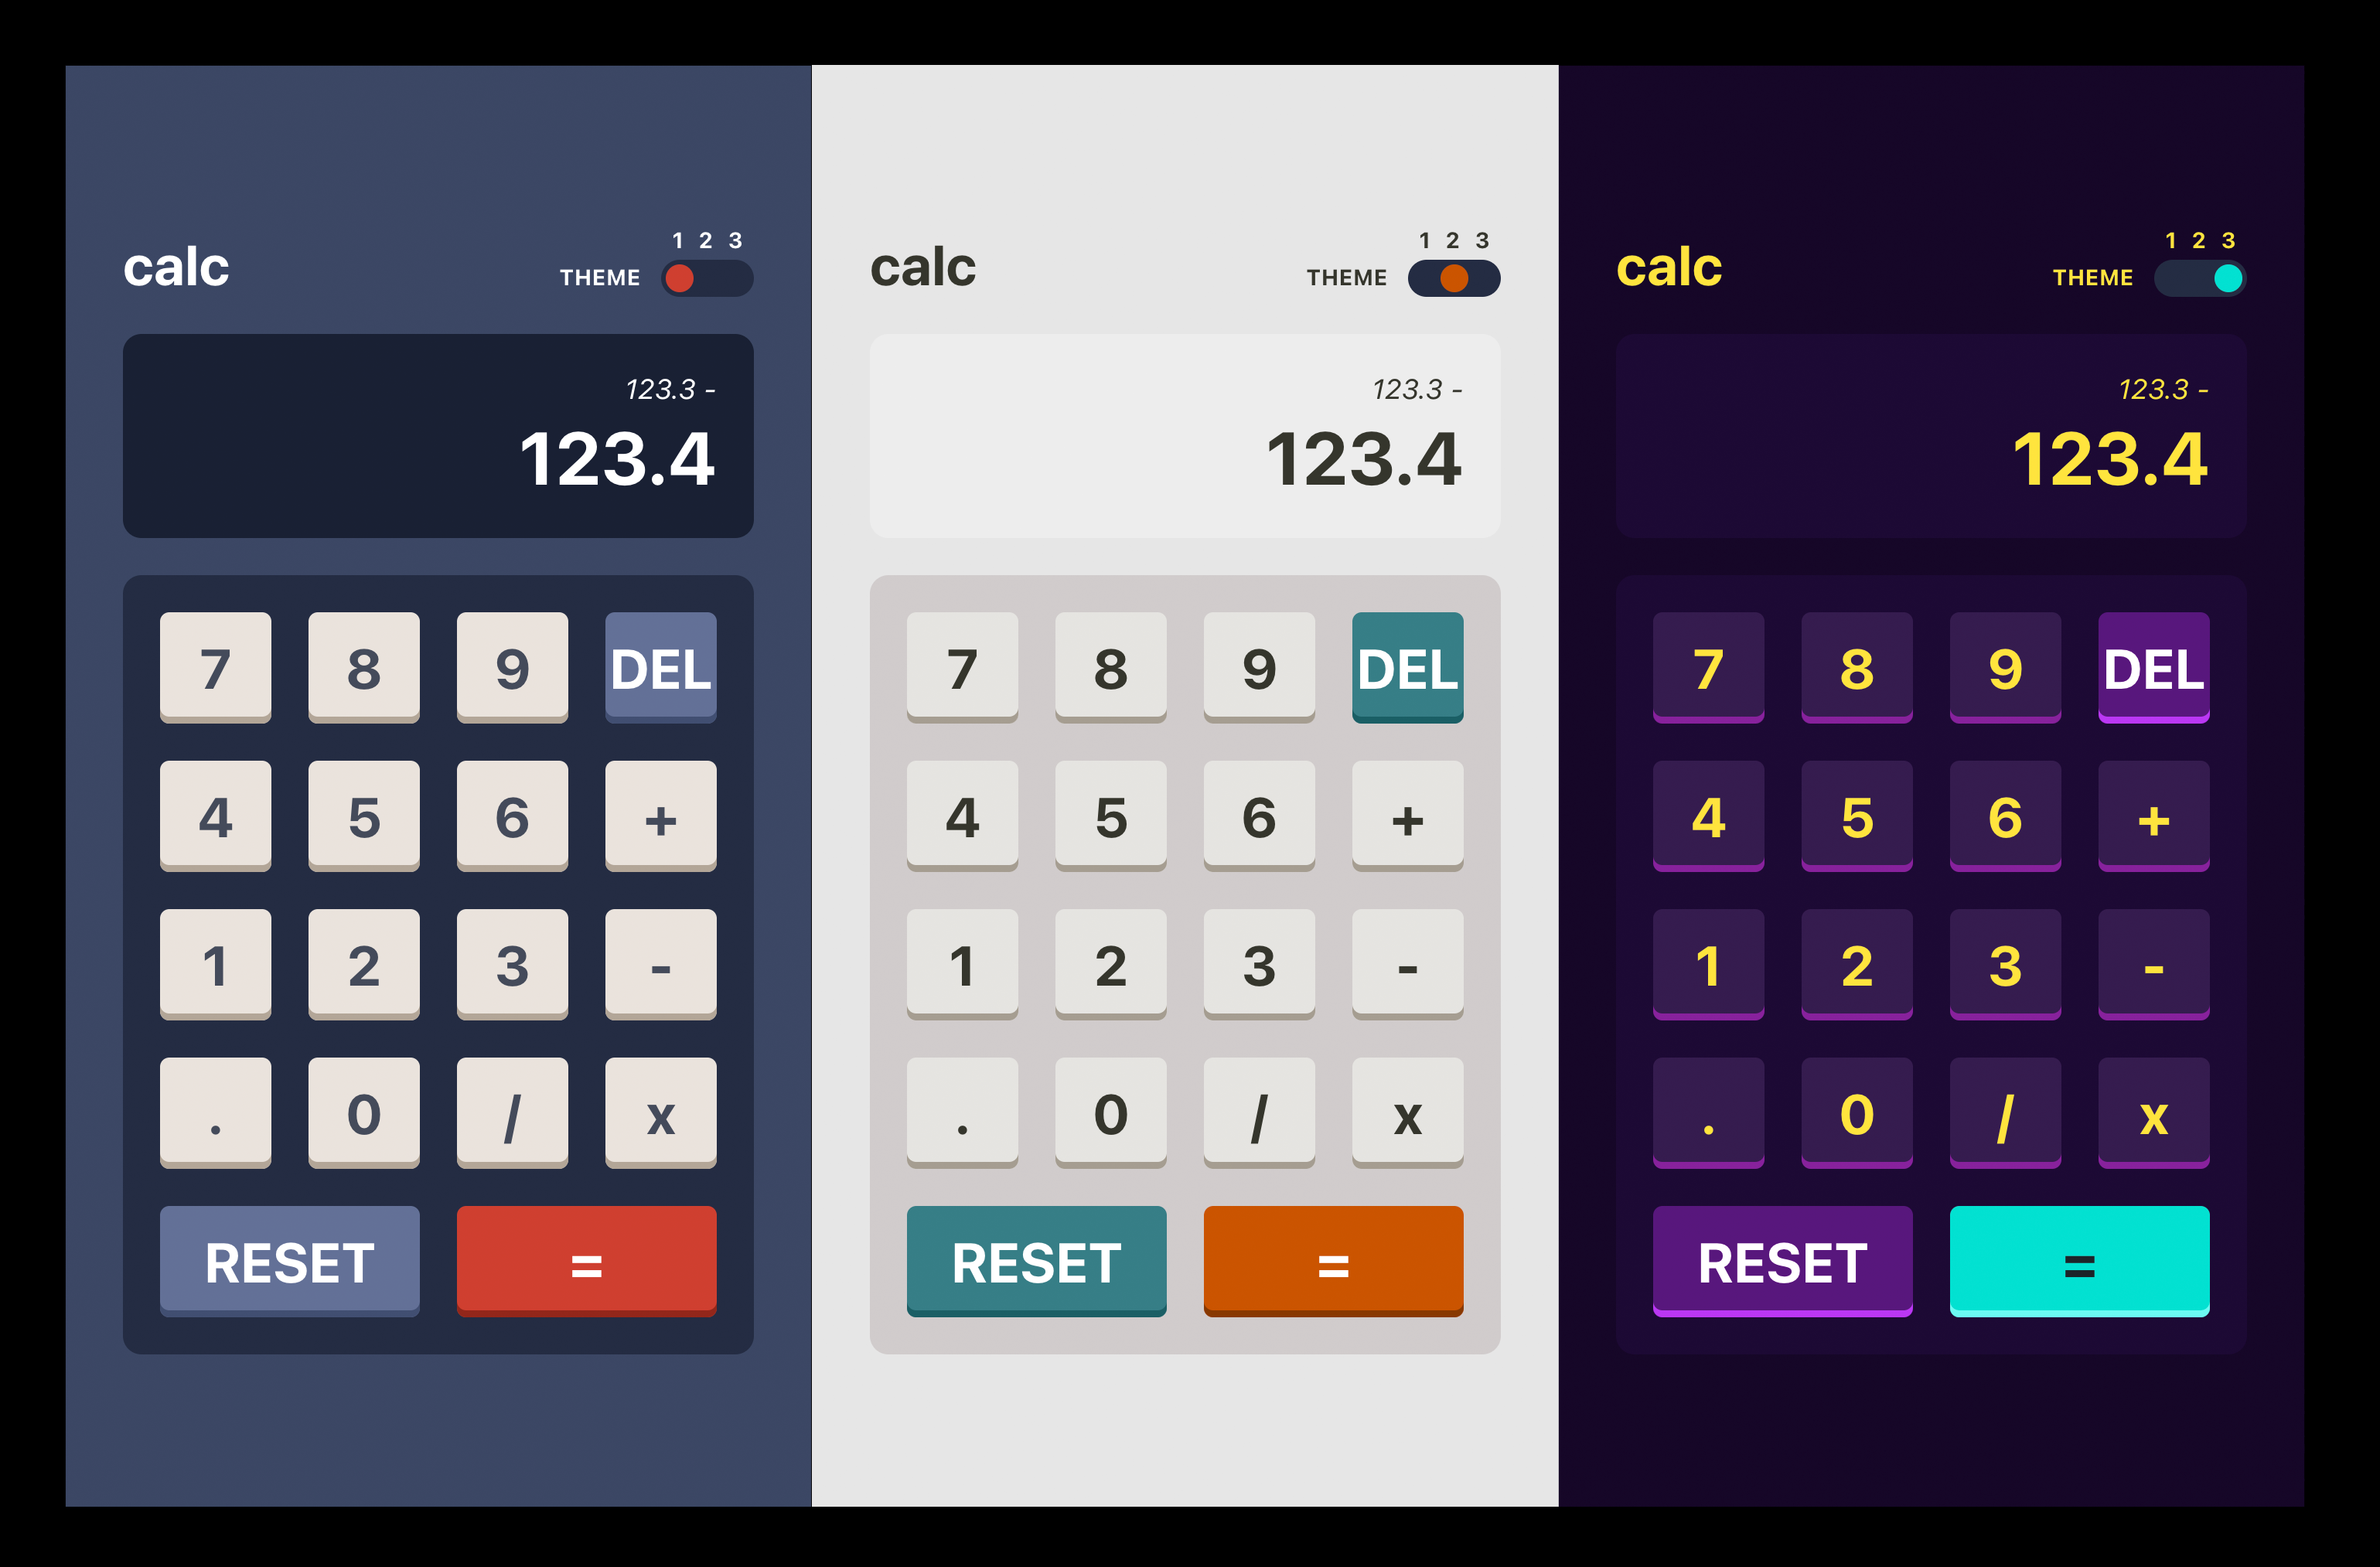 1 2 3
calc THEME
123.3 -
123.4
7 8 9 DEL
4 5 6 +
1 2 3 -
. 0 / x
RESET =
1 2 3
calc THEME
123.3 -
123.4
7 8 9 DEL
4 5 6 +
1 2 3 -
. 0 / x
RESET =
1 2 3
calc THEME
123.3 -
123.4
7 8 9 DEL
4 5 6 +
1 2 3 -
. 0 / x
RESET =